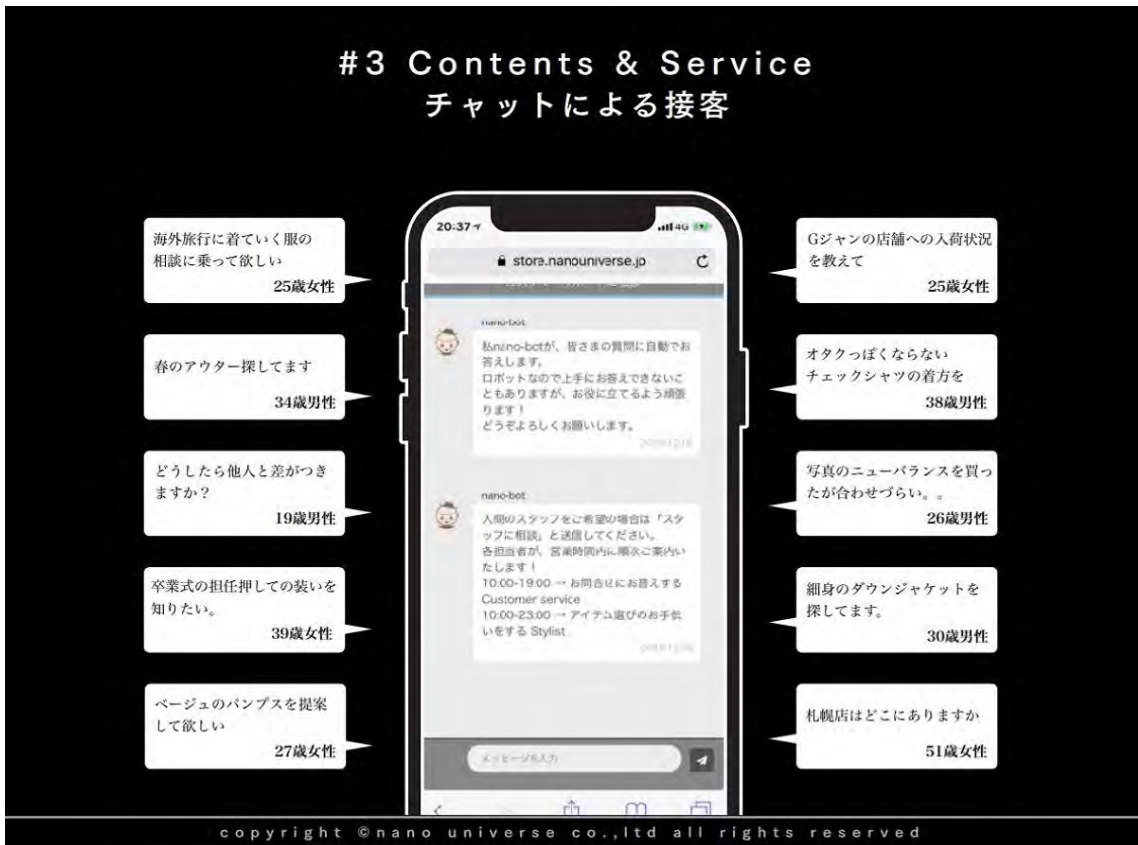 #3 Contents & Service
チャットによる接客
海外旅行に着ていく服の
相談に乗って欲しい
25歳女性
春のアウター探してます
34歳男性
どうしたら他人と差がつき
ますか？
19歳男性
卒業式の担任押しての装いを
知りたい。
39歳女性
ベージュのパンプスを提案
して欲しい
27歳女性
20:37
4G
store.nanouniverse.jp
nano-bot
私nano-botが、皆さまの質問に自動でお
答えします。
ロボットなので上手にお答えできないこ
ともありますが、お役に立てるよう頑張
ります！
どうぞよろしくお願いします。
nano-bot
人間のスタッフをご希望の場合は「スタ
ッフに相談」と送信してください。
各担当者が、営業時間内に順次ご案内い
たします！
10:00-19:00 → お問合せにお答えする
Customer service
10:00-23:00 → アイテム選びのお手伝
いをする Stylist
メッセージを入力
Gジャンの店舗への入荷状況
を教えて
25歳女性
オタクっぽくならない
チェックシャツの着方を
38歳男性
写真のニューバランスを買っ
たが合わせづらい。。
26歳男性
細身のダウンジャケットを
探してます。
30歳男性
札幌店はどこにありますか
51歳女性
copyright ©nano universe co.,ltd all rights reserved